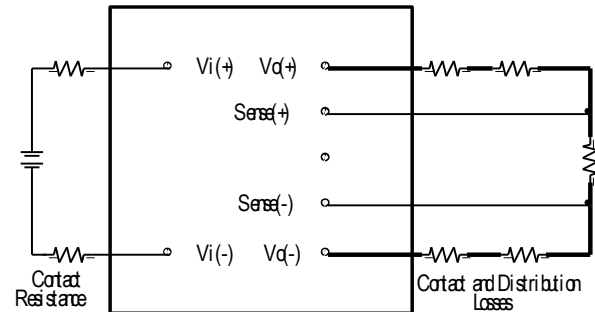 Vi(+) Vo(+)
Sense(+)
Sense(-)
Vi(-) Vo(-)
Contact
Resistance
Contact and Distribution
Losses